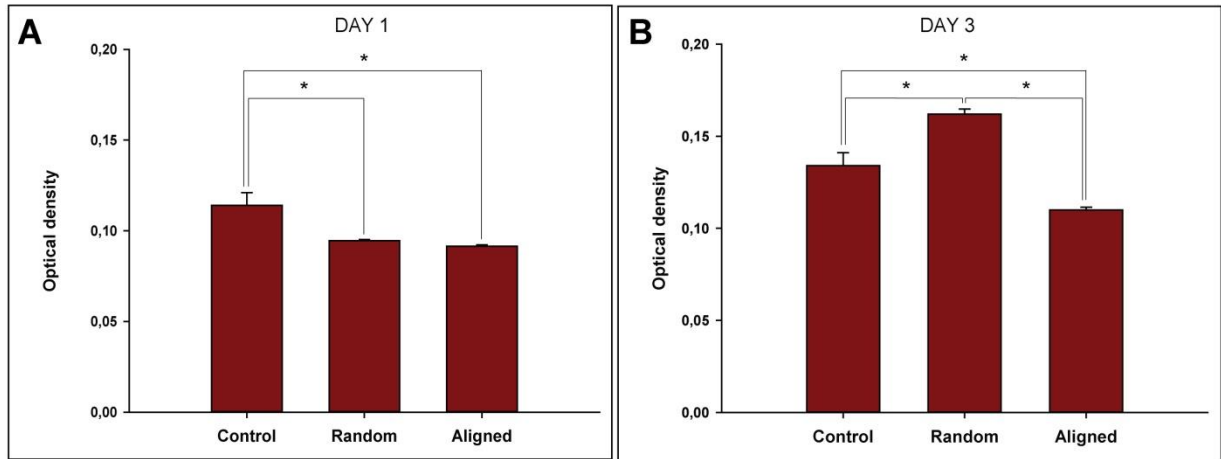 A
DAY 1
0,20
0,15
0,10
0,05
0,00
Optical density
*
*
Control Random Aligned
B
DAY 3
0,20
0,15
0,10
0,05
0,00
Optical density
*
* *
Control Random Aligned